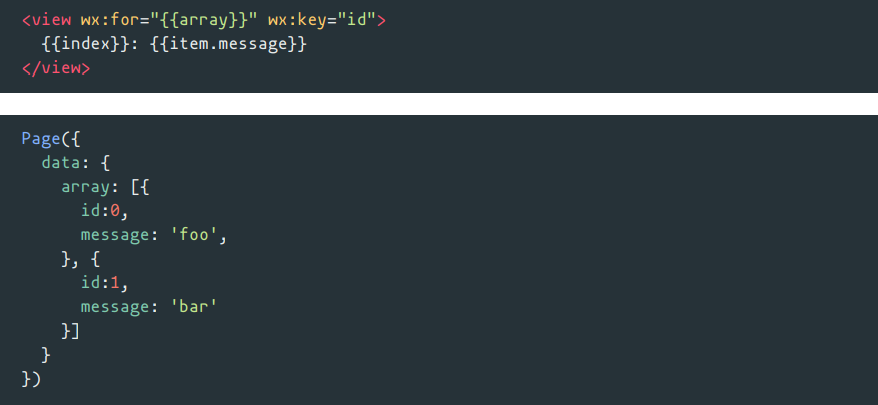 <view wx:for="{{array}}" wx:key="id">
  {{index}}: {{item.message}}
</view>
Page({
  data: {
    array: [{
      id:0,
      message: 'foo',
    }, {
      id:1,
      message: 'bar'
    }]
  }
})